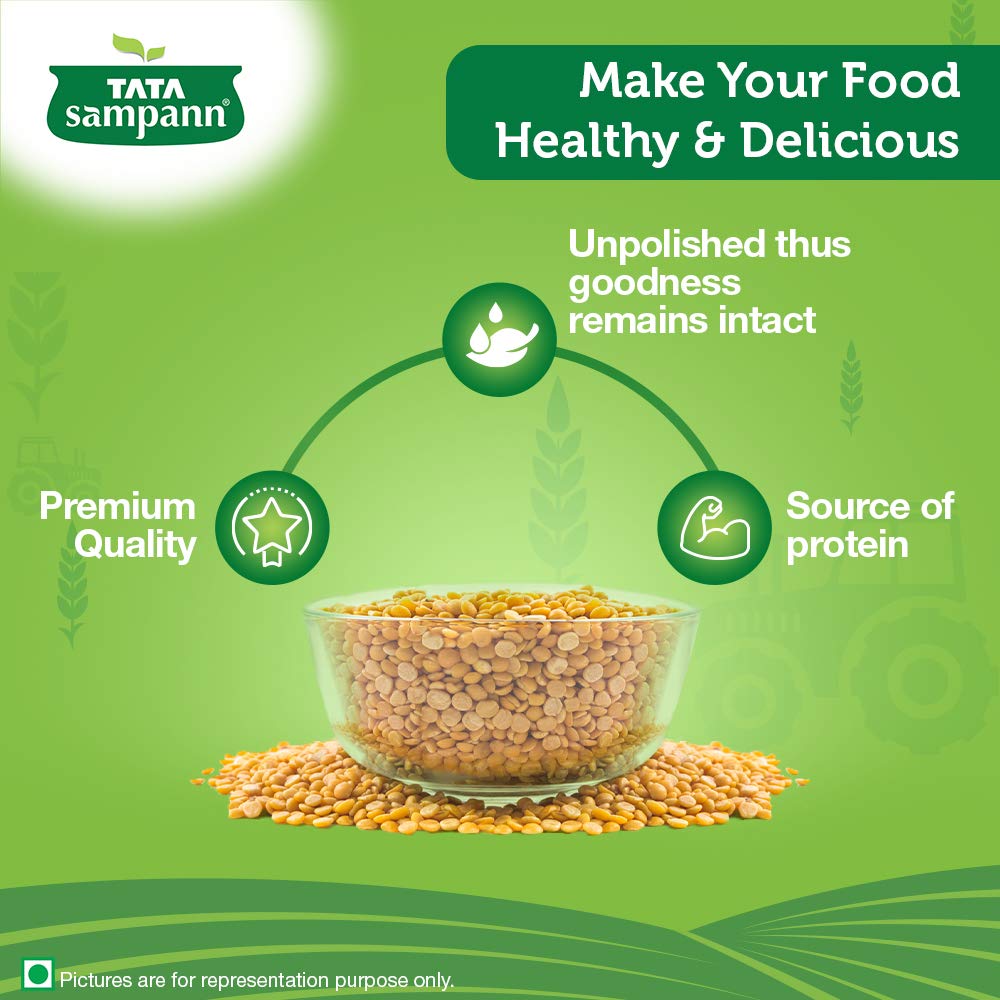 TATA
sampann®
Make Your Food
Healthy & Delicious
Unpolished thus
goodness
remains intact
Premium
Quality
Source of
protein
Pictures are for representation purpose only.